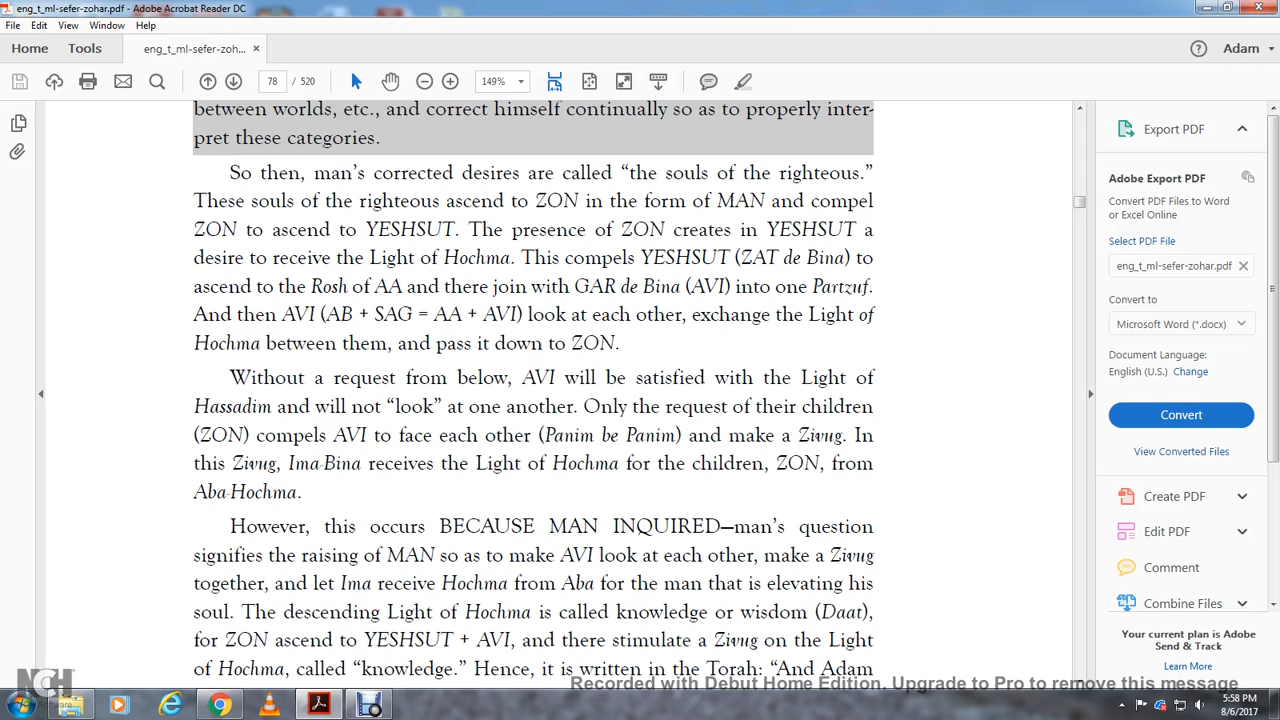 eng_t_ml-sefer-zohar.pdf - Adobe Acrobat Reader DC
File Edit View Window Help
Home Tools eng_t_ml-sefer-zoh... × Adam
78 / 520 149%
between worlds, etc., and correct himself continually so as to properly inter-
pret these categories.
So then, man’s corrected desires are called “the souls of the righteous.”
These souls of the righteous ascend to ZON in the form of MAN and compel
ZON to ascend to YESHSUT. The presence of ZON creates in YESHSUT a
desire to receive the Light of Hochma. This compels YESHSUT (ZAT de Bina) to
ascend to the Rosh of AA and there join with GAR de Bina (AVI) into one Partzuf.
And then AVI (AB + SAG = AA + AVI) look at each other, exchange the Light of
Hochma between them, and pass it down to ZON.
Without a request from below, AVI will be satisfied with the Light of
Hassadim and will not “look” at one another. Only the request of their children
(ZON) compels AVI to face each other (Panim be Panim) and make a Zivug. In
this Zivug, Ima-Bina receives the Light of Hochma for the children, ZON, from
Aba-Hochma.
However, this occurs BECAUSE MAN INQUIRED—man’s question
signifies the raising of MAN so as to make AVI look at each other, make a Zivug
together, and let Ima receive Hochma from Aba for the man that is elevating his
soul. The descending Light of Hochma is called knowledge or wisdom (Daat),
for ZON ascend to YESHSUT + AVI, and there stimulate a Zivug on the Light
of Hochma, called “knowledge.” Hence, it is written in the Torah: “And Adam
Export PDF
Adobe Export PDF
Convert PDF Files to Word
or Excel Online
Select PDF File
eng_t_ml-sefer-zohar.pdf ×
Convert to
Microsoft Word (*.docx)
Document Language:
English (U.S.) Change
Convert
View Converted Files
Create PDF
Edit PDF
Comment
Combine Files
Your current plan is Adobe
Send & Track
Learn More
NCH Software
Recorded with Debut Home Edition. Upgrade to Pro to remove this message
5:58 PM
8/6/2017